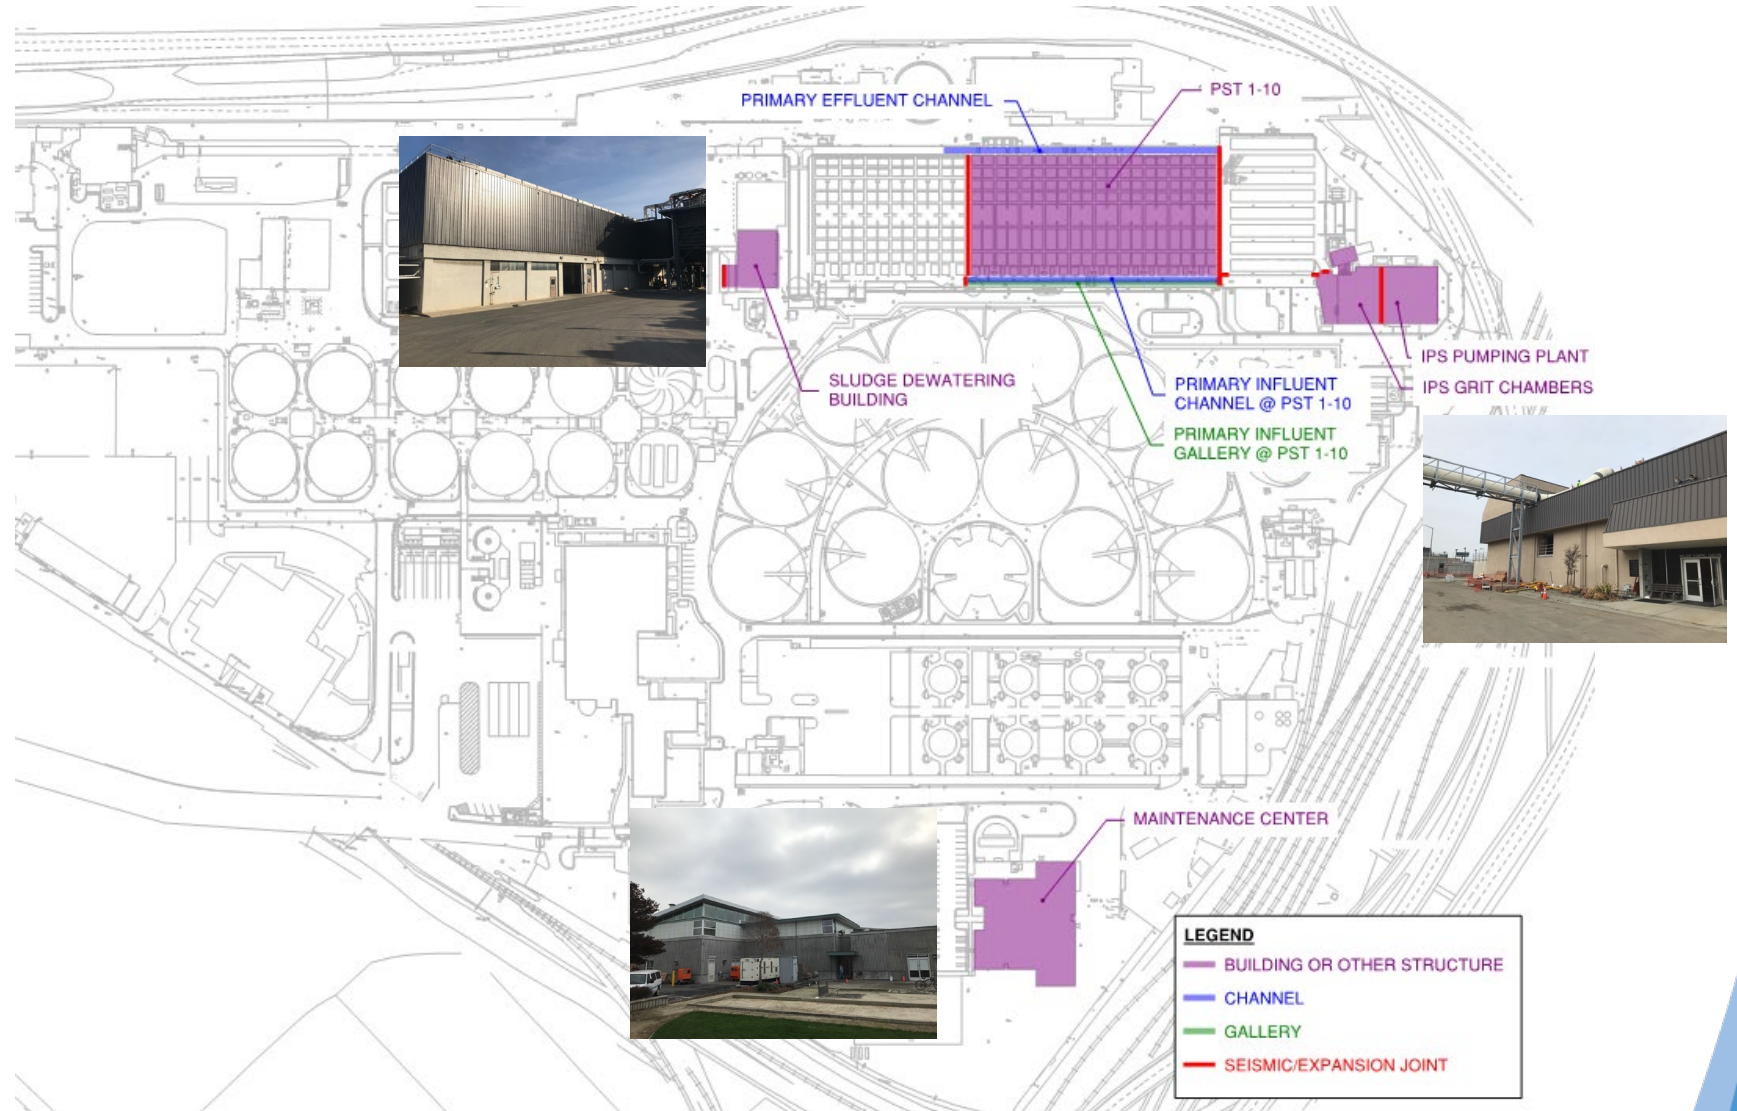 PRIMARY EFFLUENT CHANNEL
PST 1-10
SLUDGE DEWATERING
BUILDING
PRIMARY INFLUENT
CHANNEL @ PST 1-10
PRIMARY INFLUENT
GALLERY @ PST 1-10
IPS PUMPING PLANT
IPS GRIT CHAMBERS
MAINTENANCE CENTER
LEGEND
BUILDING OR OTHER STRUCTURE
CHANNEL
GALLERY
SEISMIC/EXPANSION JOINT